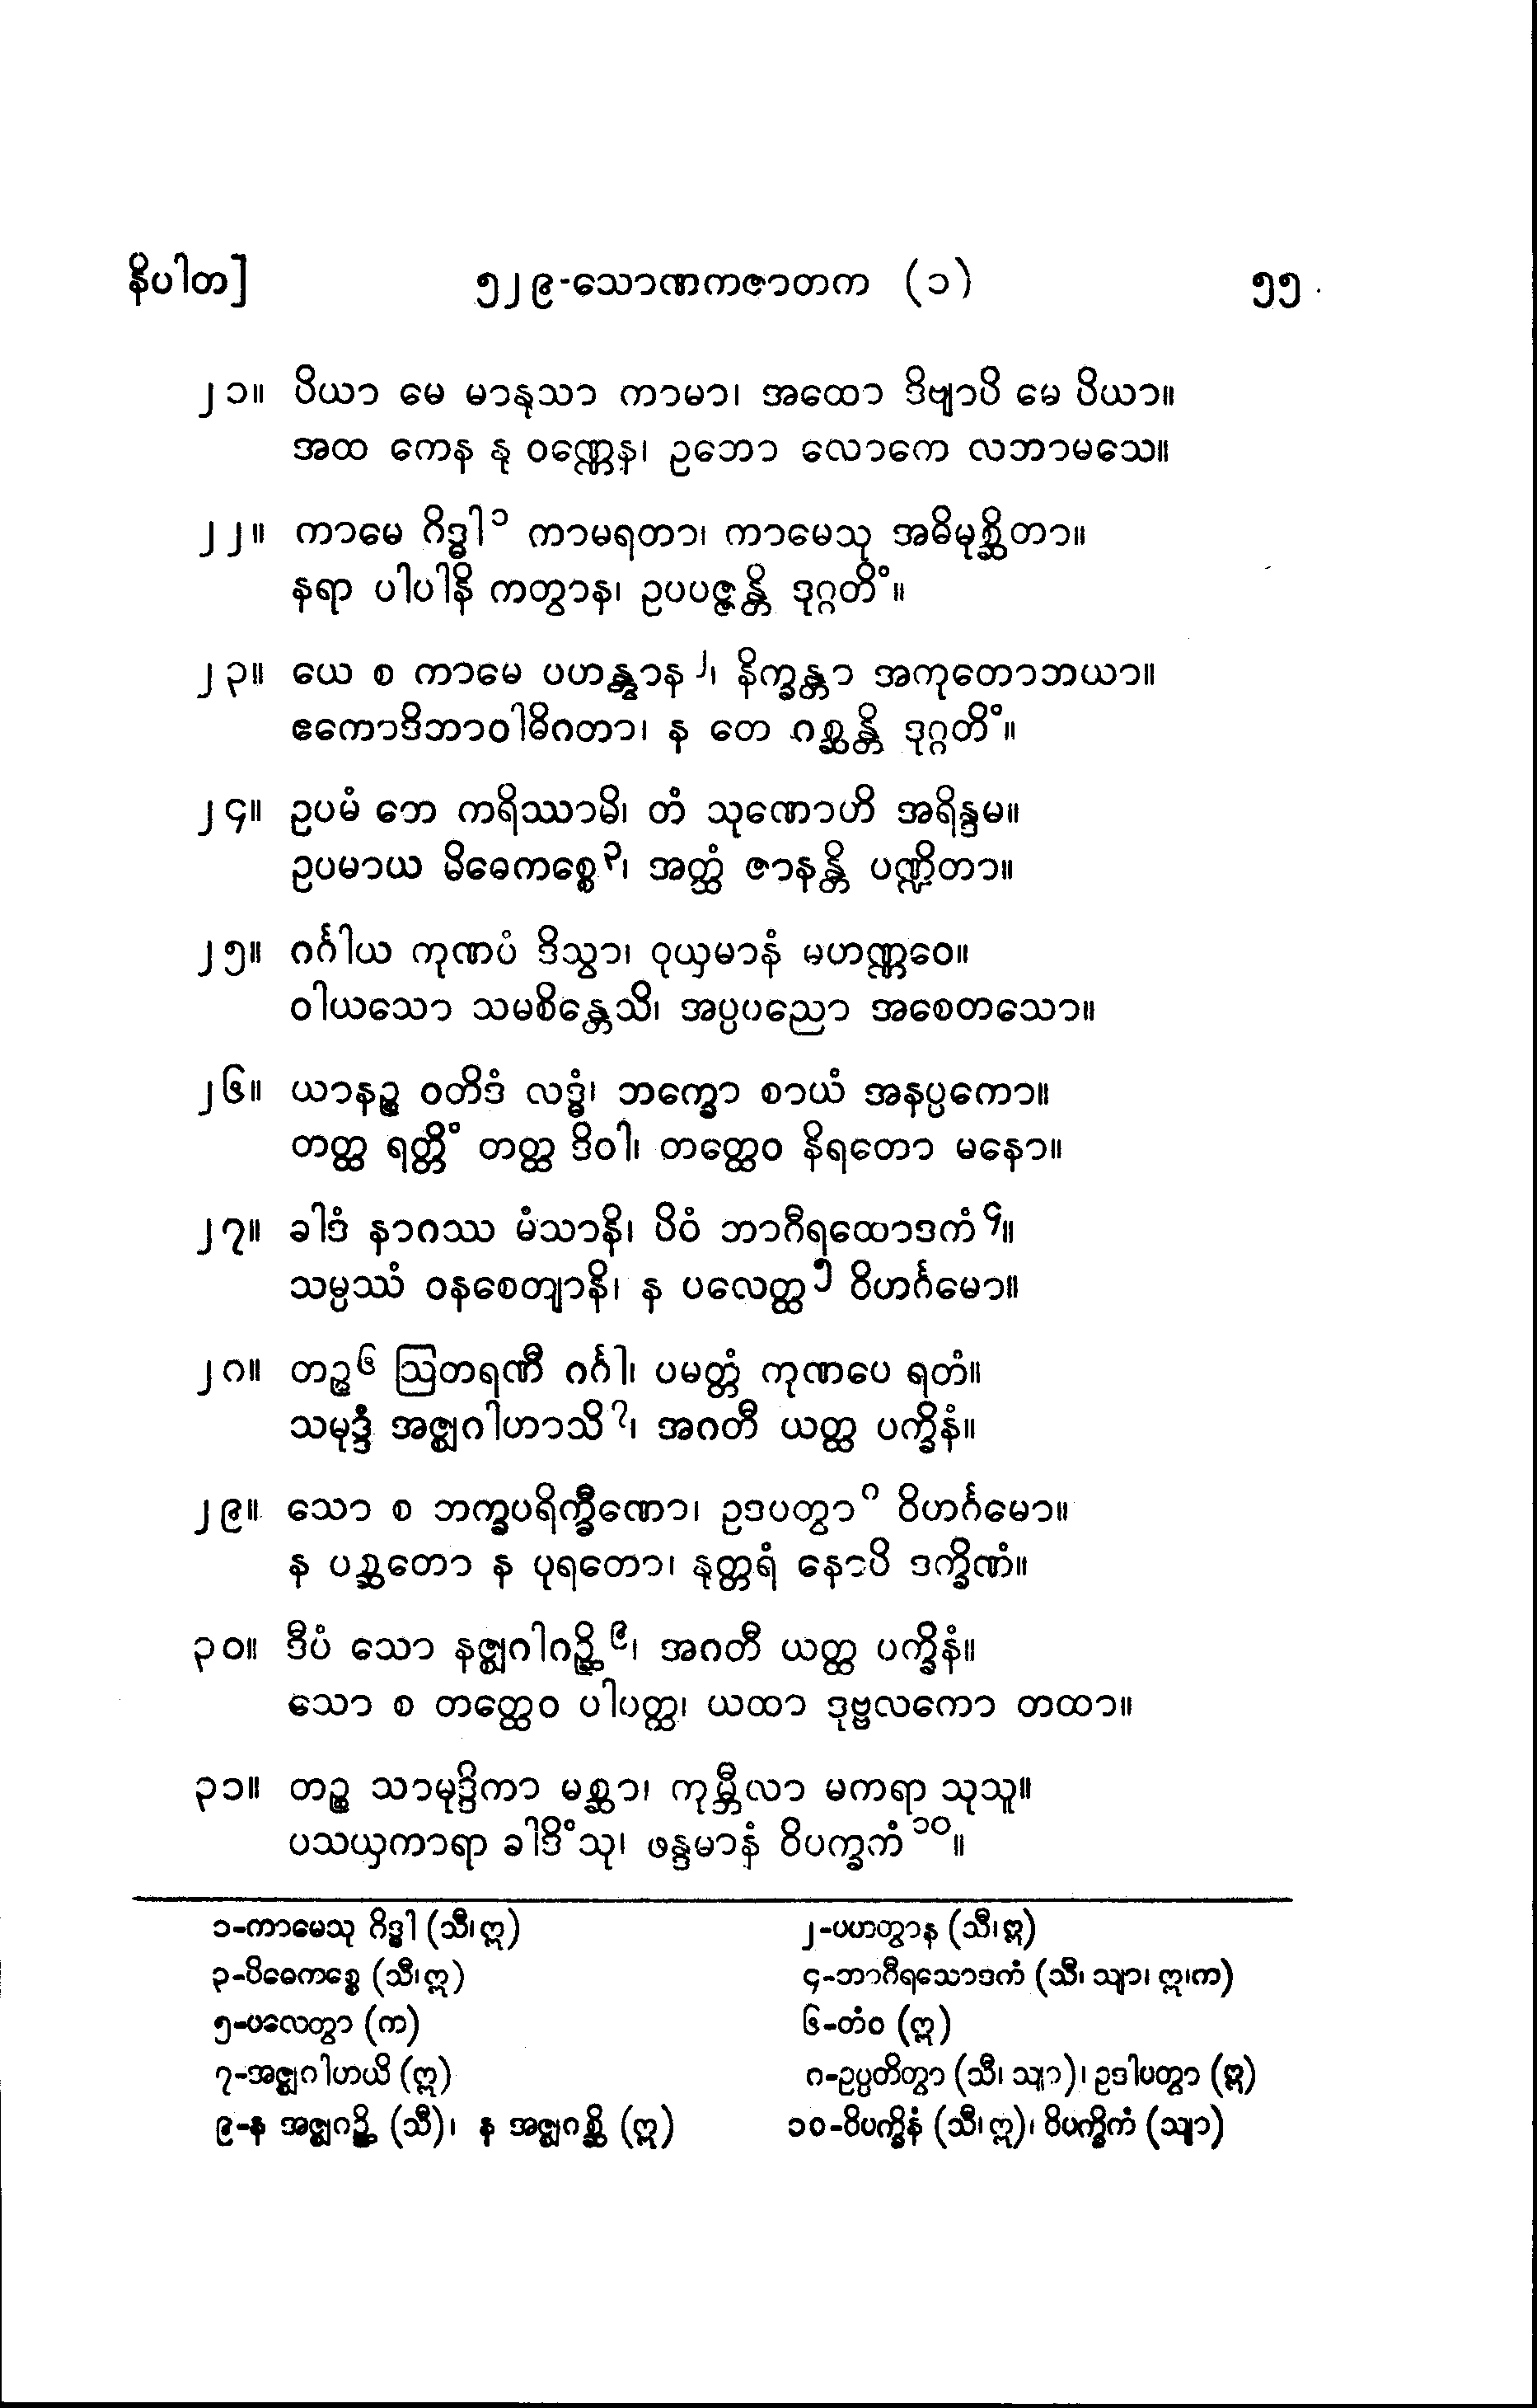 နိပါတ] ၅၂၉-သောဏကဇာတက (၁) ၅၅
၂၁။ ပိယာ မေ မာနုသာ ကာမာ၊ အထော ဒိဗျာပိ မေ ပိယာ။
အထ ကေန နု ဝဏ္ဏေန၊ ဥဘော လောကေ လဘာမသေ။
၂၂။ ကာမေ ဂိဒ္ဓါ၁ ကာမရတာ၊ ကာမေသု အဓိမုစ္ဆိတာ။
နရာ ပါပါနိ ကတွာန၊ ဥပပဇ္ဇန္တိ ဒုဂ္ဂတိံ။
၂၃။ ယေ စ ကာမေ ပဟန္တွာန၂၊ နိက္ခန္တာ အကုတောဘယာ။
ဧကောဒိဘာဝါဓိဂတာ၊ န တေ ဂစ္ဆန္တိ ဒုဂ္ဂတိံ။
၂၄။ ဥပမံ တေ ကရိဿာမိ၊ တံ သုဏောဟိ အရိန္ဒမ။
ဥပမာယ မိဓေကစ္စေ၃၊ အတ္ထံ ဇာနန္တိ ပဏ္ဍိတာ။
၂၅။ ဂင်္ဂါယ ကုဏပံ ဒိသွာ၊ ဝုယှမာနံ မဟဏ္ဏဝေ။
ဝါယသော သမစိန္တေသိ၊ အပ္ပပညော အစေတသော။
၂၆။ ယာနဉ္စ ဝတိဒံ လဒ္ဓံ၊ ဘက္ခော စာယံ အနပ္ပကော။
တတ္ထ ရတ္တိံ တတ္ထ ဒိဝါ၊ တတ္ထေဝ နိရတော မနော။
၂၇။ ခါဒံ နာဂဿ မံသာနိ၊ ပိဝံ ဘာဂီရထောဒကံ၄။
သမ္ပဿံ ဝနစေတျာနိ၊ န ပလေတ္ထ၅ ဝိဟင်္ဂမော။
၂၈။ တဉ္စ၆ ဩတရဏီ ဂင်္ဂါ၊ ပမတ္တံ ကုဏပေ ရတံ။
သမုဒ္ဒံ အဇ္ဈဂါဟာသိ၇၊ အဂတီ ယတ္ထ ပက္ခိနံ။
၂၉။ သော စ ဘက္ခပရိက္ခီဏော၊ ဥဒပတွာ၈ ဝိဟင်္ဂမော။
န ပစ္ဆတော န ပုရတော၊ နုတ္တရံ နောပိ ဒက္ခိဏံ။
၃၀။ ဒီပံ သော နဇ္ဈဂါဂဉ္ဆိ၉၊ အဂတီ ယတ္ထ ပက္ခိနံ။
သော စ တတ္ထေဝ ပါပတ္ထ၊ ယထာ ဒုဗ္ဗလကော တထာ။
၃၁။ တဉ္စ သာမုဒ္ဒိကာ မစ္ဆာ၊ ကုမ္ဘီလာ မကရာ သုသူ။
ပသယှကာရာ ခါဒိံသု၊ ဖန္ဒမာနံ ဝိပက္ခကံ၁၀။
၁-ကာမေသု ဂိဒ္ဓါ (သီ၊ဣ) ၂-ပဟတွာန (သီ၊ဣ)
၃-ပိဓေကစ္စေ (သီ၊ဣ) ၄-ဘာဂီရသောဒကံ (သီ၊ သျာ၊ ဣ၊က)
၅-ပလေတွာ (က) ၆-တံဝ (ဣ)
၇-အဇ္ဈဂါဟယိ (ဣ) ၈-ဥပ္ပတိတွာ (သီ၊ သျာ)၊ ဥဒါပတွာ (ဣ)
၉-န အဇ္ဈဂဉ္ဆိ (သီ)၊ န အဇ္ဈဂစ္ဆိ (ဣ) ၁၀-ဝိပက္ခိနံ (သီ၊ဣ)၊ ဝိပက္ခိကံ (သျာ)